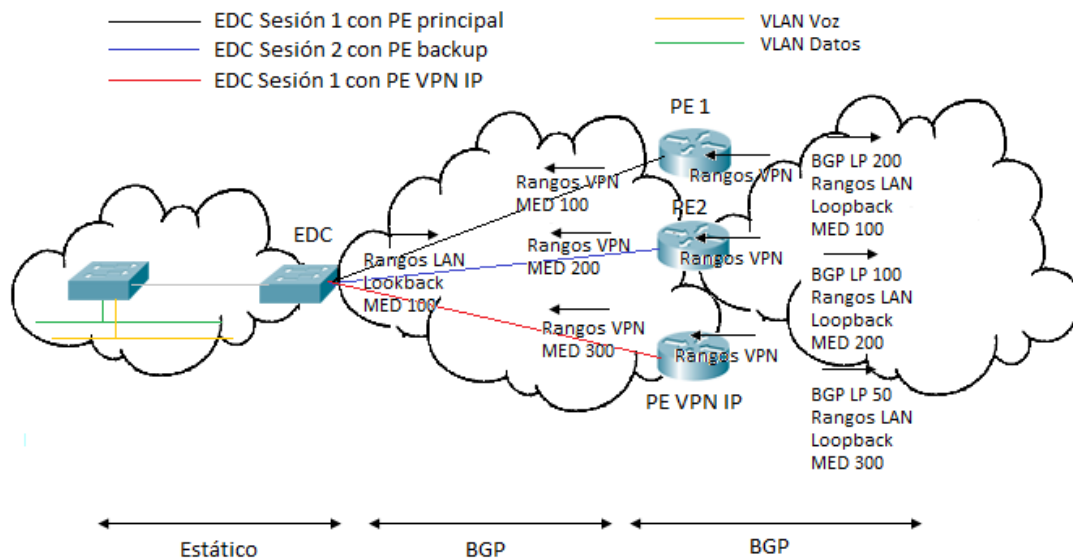 EDC Sesión 1 con PE principal
EDC Sesión 2 con PE backup
EDC Sesión 1 con PE VPN IP
VLAN Voz
VLAN Datos
PE 1
Rangos VPN
MED 100
Rangos VPN
BGP LP 200
Rangos LAN
Loopback
MED 100
EDC
Rangos LAN
Lookback
MED 100
PE2
Rangos VPN
MED 200
Rangos VPN
BGP LP 100
Rangos LAN
Loopback
MED 200
Rangos VPN
MED 300
Rangos VPN
PE VPN IP
BGP LP 50
Rangos LAN
Loopback
MED 300
Estático
BGP
BGP